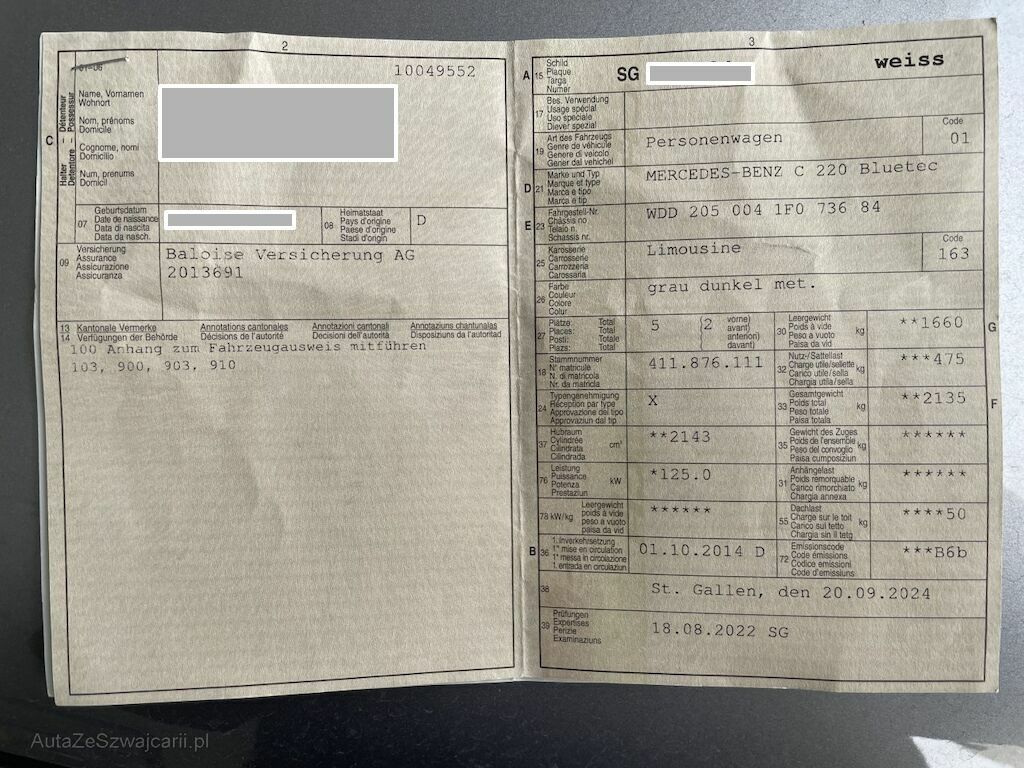 2
10049552
C
Halter – Détenteur
Detentore – Possessur
Name, Vornamen
Wohnort
Nom, prénoms
Domicile
Cognome, nomi
Domicilio
Num, prenums
Domicil
07 Geburtsdatum
Date de naissance
Data di nascita
Data da nasch.
08 Heimatstaat
Pays d'origine
Paese d'origine
Stadi d'origin
D
09 Versicherung
Assurance
Assicurazione
Assicuranza
Baloise Versicherung AG
2013691
13 Kantonale Vermerke Annotations cantonales Annotazioni cantonali Annotaziuns chantunalas
14 Verfügungen der Behörde Décisions de l'autorité Decisioni dell'autorità Disposiziuns da l'autoritad
100 Anhang zum Fahrzeugausweis mitführen
103, 900, 903, 910
3
A 15 Schild
Plaque
Targa
Numer
SG
weiss
17 Bes. Verwendung
Usage spécial
Uso speciale
Diever spezial
19 Art des Fahrzeugs
Genre de véhicule
Genere di veicolo
Gener dal vehichel
Personenwagen
Code
01
D 21 Marke und Typ
Marque et type
Marca e tipo
Marca e tip
MERCEDES-BENZ C 220 Bluetec
E 23 Fahrgestell-Nr.
Châssis no
Telaio n.
Schassis nr.
WDD 205 004 1F0 736 84
25 Karosserie
Carrosserie
Carrozzeria
Carossaria
Limousine
Code
163
26 Farbe
Couleur
Colore
Colur
grau dunkel met.
27 Plätze: Total
Places: Total
Posti: Totale
Plazs: Total
5 (2 vorne)
avant)
anteriori)
davant)
30 Leergewicht
Poids à vide
Peso a vuoto
Paisa da vid
kg
**1660
G
18 Stammnummer
N° matricule
N. di matricola
Nr. da matricla
411.876.111
32 Nutz-/Sattellast
Charge utile/sellette
Carico utile/sella
Chargia utila/sella
kg
***475
24 Typengenehmigung
Réception par type
Approvazione del tipo
Approvaziun dal tip
X
33 Gesamtgewicht
Poids total
Peso totale
Paisa totala
kg
**2135
F
37 Hubraum
Cylindrée
Cilindrata
Cilindrada
cm³
**2143
35 Gewicht des Zuges
Poids de l'ensemble
Peso del convoglio
Paisa cumposiziun
kg
******
76 Leistung
Puissance
Potenza
Prestaziun
kW
*125.0
31 Anhängelast
Poids remorquable
Carico rimorchiato
Chargia annexa
kg
******
78 kW/kg Leergewicht
poids à vide
peso a vuoto
paisa da vid
******
55 Dachlast
Charge sur le toit
Carico sul tetto
Chargia sin il tetg
kg
****50
B 36 1. Inverkehrsetzung
1re mise en circulation
1a messa in circolazione
1. entrada en circulaziun
01.10.2014 D
72 Emissionscode
Code émissions
Codice emissioni
Code d'emissiuns
***B6b
38
St. Gallen, den 20.09.2024
39 Prüfungen
Expertises
Perizie
Examinaziuns
18.08.2022 SG
AutaZeSzwajcarii.pl